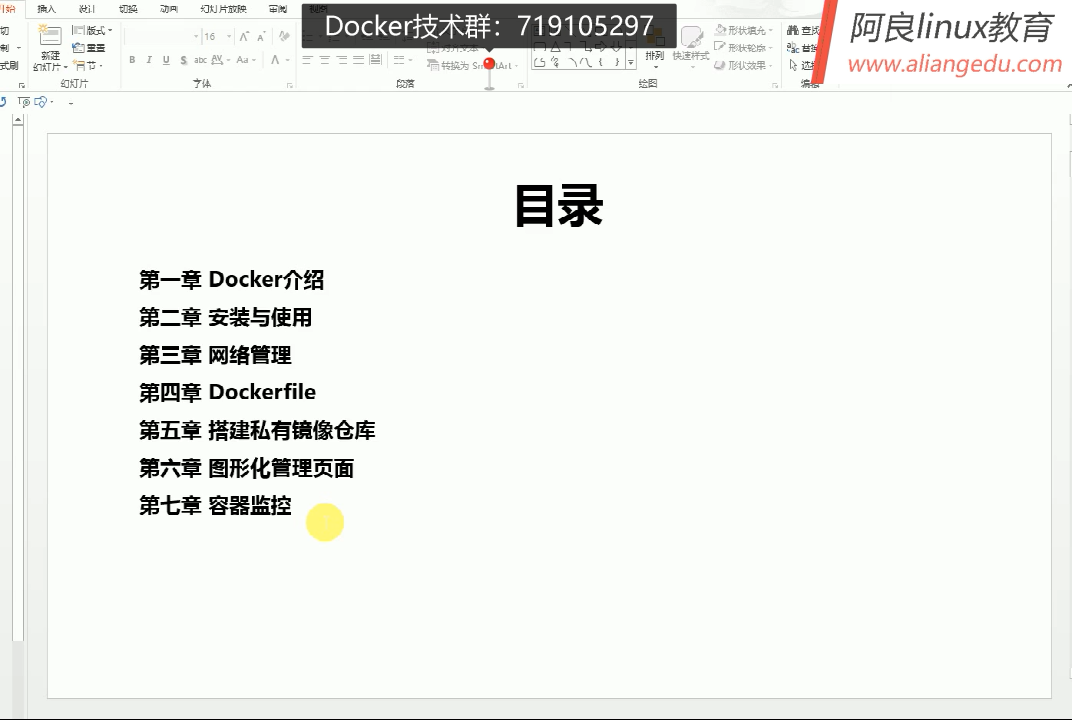 插入 设计 切换 动画 幻灯片放映 审阅
Docker技术群：719105297
阿良linux教育
www.aliangedu.com
新建
幻灯片
版式
重置
节
16
B I U S abc AV Aa A
转换为 SmartArt
排列
快速样式
形状填充
形状轮廓
形状效果
查找
替换
选择
幻灯片
字体
段落
绘图
编辑
目录
第一章 Docker介绍
第二章 安装与使用
第三章 网络管理
第四章 Dockerfile
第五章 搭建私有镜像仓库
第六章 图形化管理页面
第七章 容器监控